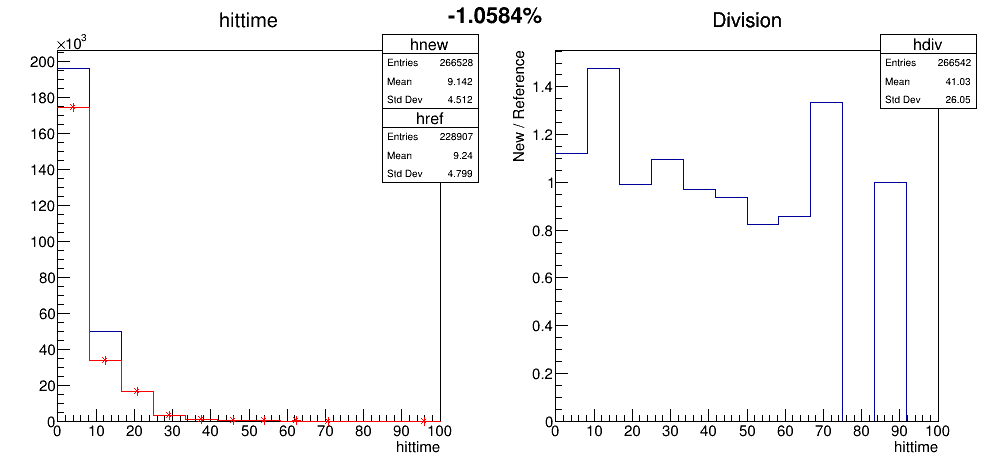 -1.0584%
hittime
×10³
hnew
Entries 266528
Mean 9.142
Std Dev 4.512
href
Entries 228907
Mean 9.24
Std Dev 4.799
200
180
160
140
120
100
80
60
40
20
0
0 10 20 30 40 50 60 70 80 90 100
hittime
Division
hdiv
Entries 266542
Mean 41.03
Std Dev 26.05
New / Reference
1.4
1.2
1
0.8
0.6
0.4
0.2
0
0 10 20 30 40 50 60 70 80 90 100
hittime